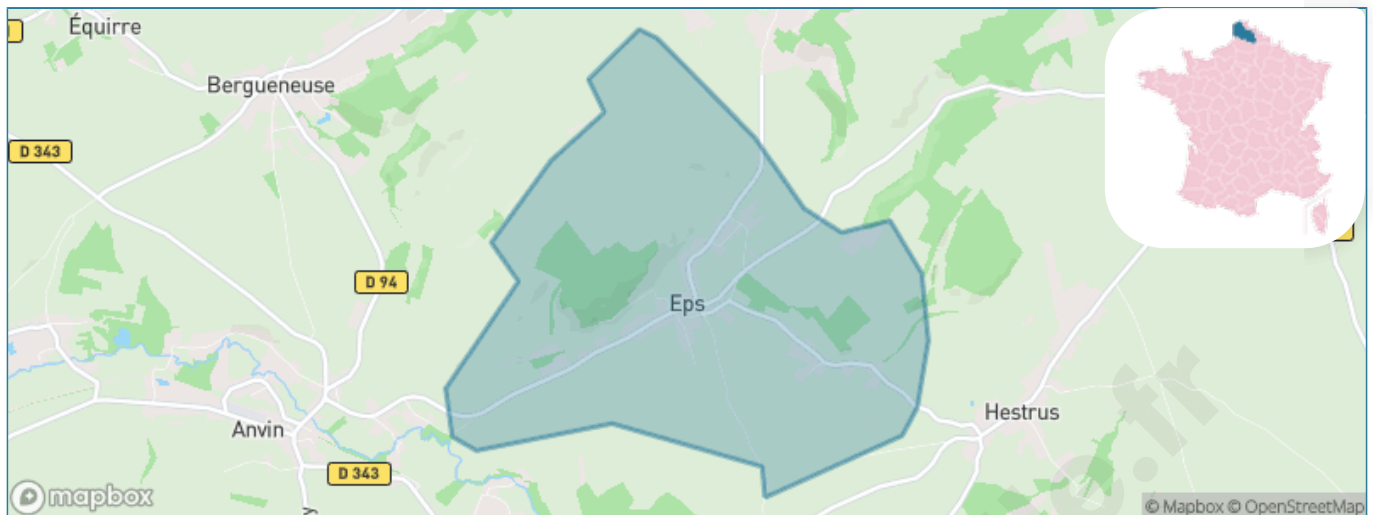 Équirre
Bergueneuse
D 343
D 94
Eps
Hestrus
Anvin
D 343
mapbox
© Mapbox © OpenStreetMap